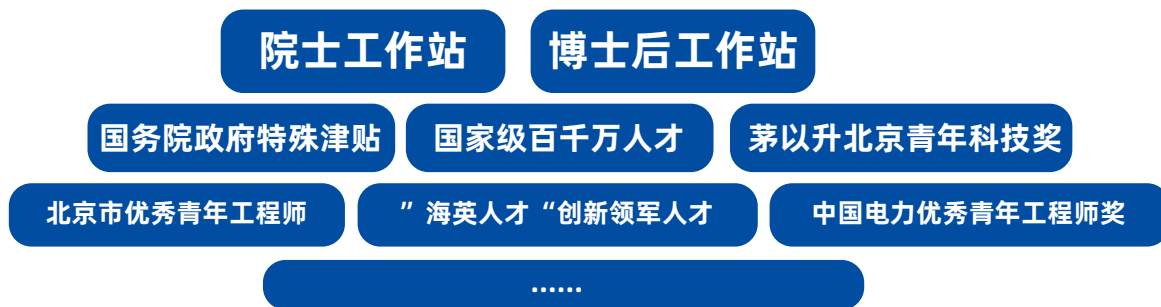 院士工作站 博士后工作站
国务院政府特殊津贴 国家级百千万人才 茅以升北京青年科技奖
北京市优秀青年工程师 ”海英人才“创新领军人才 中国电力优秀青年工程师奖
......